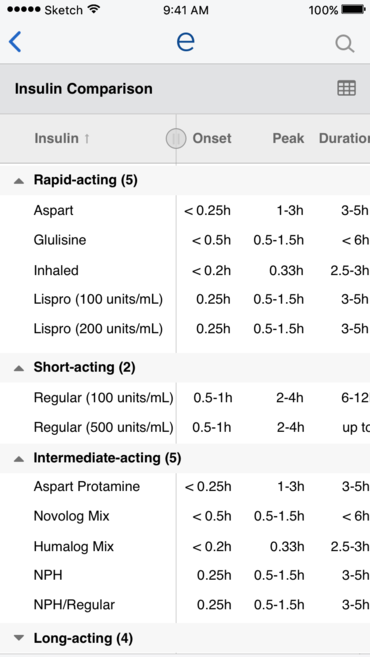 Sketch 9:41 AM 100%
e
Insulin Comparison
Insulin ↑ Onset Peak Duration
Rapid-acting (5)
Aspart < 0.25h 1-3h 3-5h
Glulisine < 0.5h 0.5-1.5h < 6h
Inhaled < 0.2h 0.33h 2.5-3h
Lispro (100 units/mL) 0.25h 0.5-1.5h 3-5h
Lispro (200 units/mL) 0.25h 0.5-1.5h 3-5h
Short-acting (2)
Regular (100 units/mL) 0.5-1h 2-4h 6-12
Regular (500 units/mL) 0.5-1h 2-4h up to
Intermediate-acting (5)
Aspart Protamine < 0.25h 1-3h 3-5h
Novolog Mix < 0.5h 0.5-1.5h < 6h
Humalog Mix < 0.2h 0.33h 2.5-3h
NPH 0.25h 0.5-1.5h 3-5h
NPH/Regular 0.25h 0.5-1.5h 3-5h
Long-acting (4)